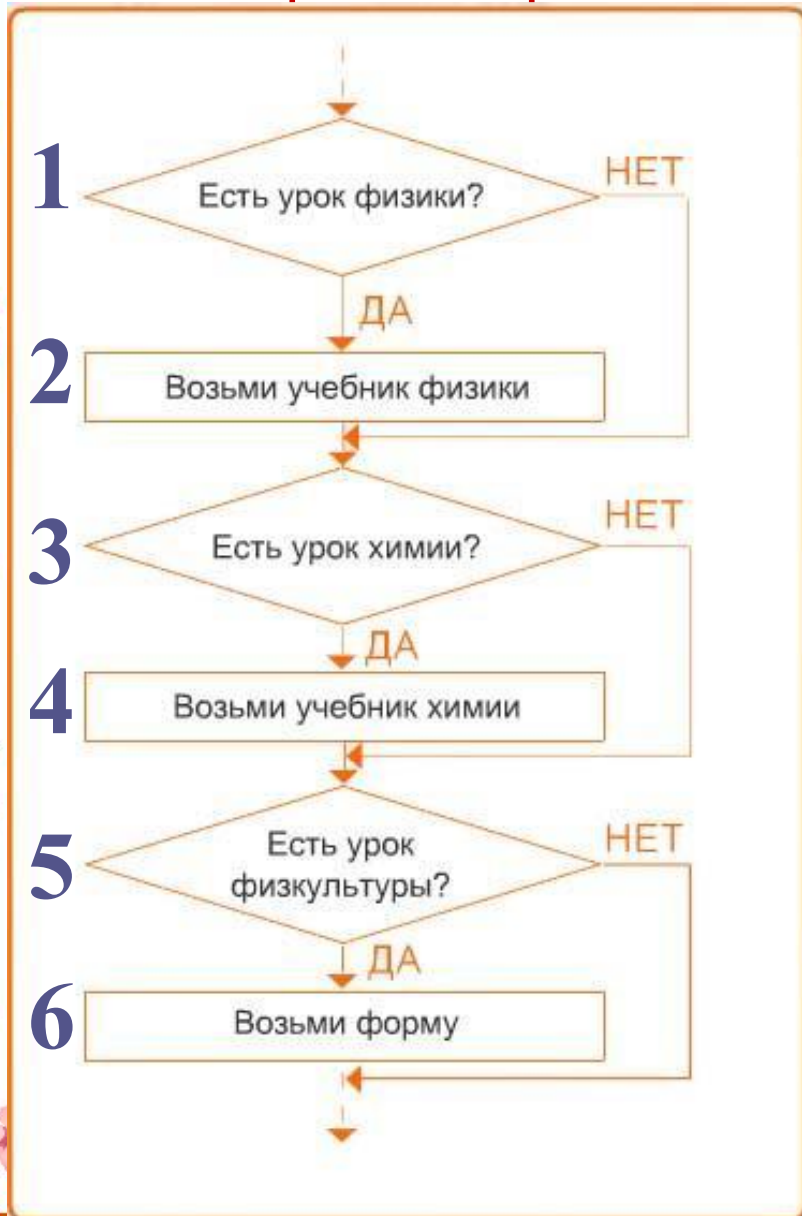 1
Есть урок физики?
НЕТ
ДА
2
Возьми учебник физики
3
Есть урок химии?
НЕТ
ДА
4
Возьми учебник химии
5
Есть урок
физкультуры?
НЕТ
ДА
6
Возьми форму